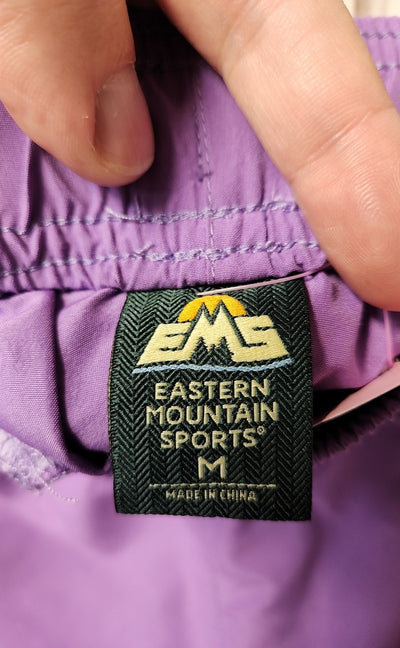 EMS
EASTERN
MOUNTAIN
SPORTS®
M
MADE IN CHINA